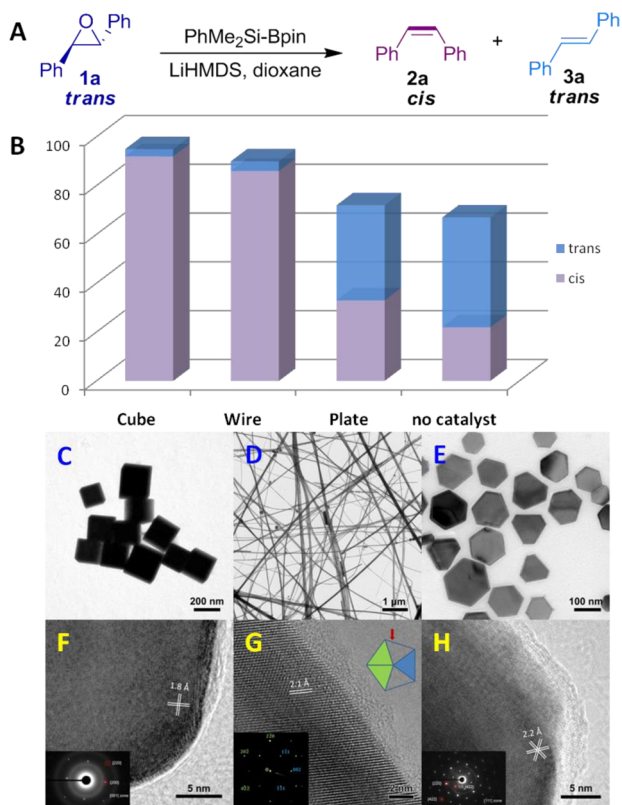 A
Ph O Ph
1a
trans
PhMe₂Si-Bpin
LiHMDS, dioxane
Ph Ph
2a
cis
+
Ph Ph
3a
trans
B
100
80
60
40
20
0
trans
cis
Cube Wire Plate no catalyst
C
200 nm
D
1 µm
E
100 nm
F
1.8 Å
5 nm
G
2.1 Å
2 nm
H
2.2 Å
5 nm